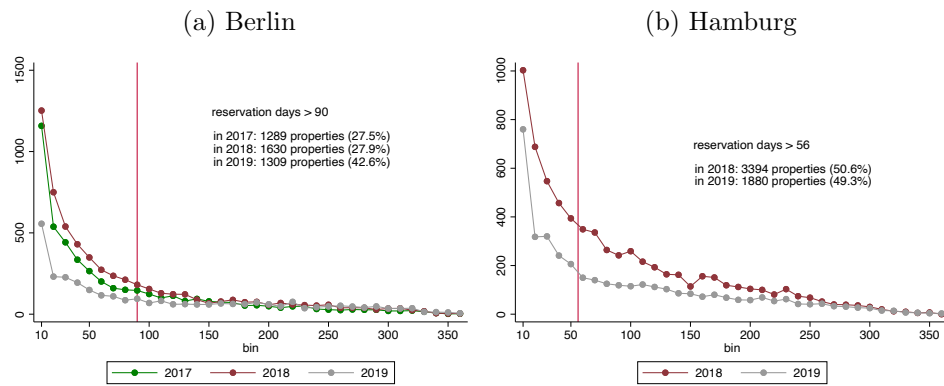 (a) Berlin
1500
1000
500
0
reservation days > 90
in 2017: 1289 properties (27.5%)
in 2018: 1630 properties (27.9%)
in 2019: 1309 properties (42.6%)
10 50 100 150 200 250 300 350
bin
2017 2018 2019
(b) Hamburg
1000
800
600
400
200
0
reservation days > 56
in 2018: 3394 properties (50.6%)
in 2019: 1880 properties (49.3%)
10 50 100 150 200 250 300 350
bin
2018 2019